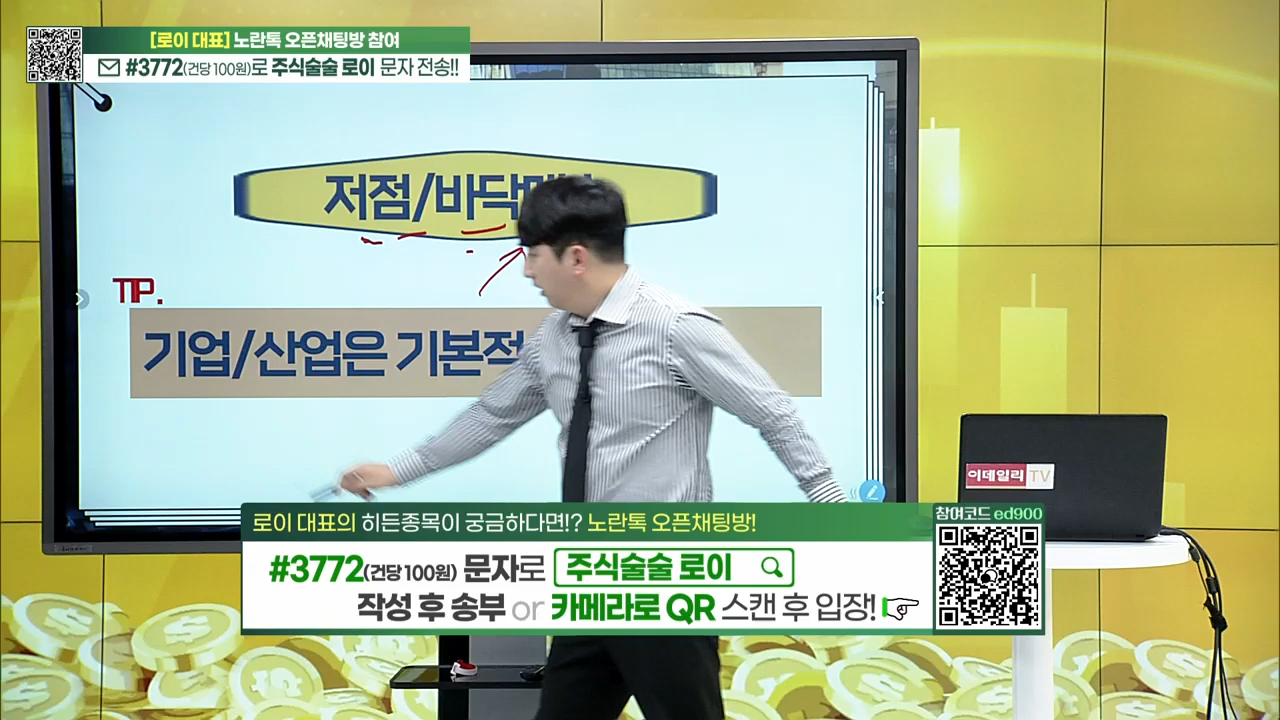 [로이 대표] 노란톡 오픈채팅방 참여
#3772(건당 100원)로 주식술술 로이 문자 전송!!
저점/바닥
TIP.
기업/산업은 기본적
이데일리 TV
로이 대표의 히든종목이 궁금하다면!? 노란톡 오픈채팅방!
참여코드 ed900
#3772(건당 100원) 문자로 주식술술 로이
작성 후 송부 or 카메라로 QR 스캔 후 입장!